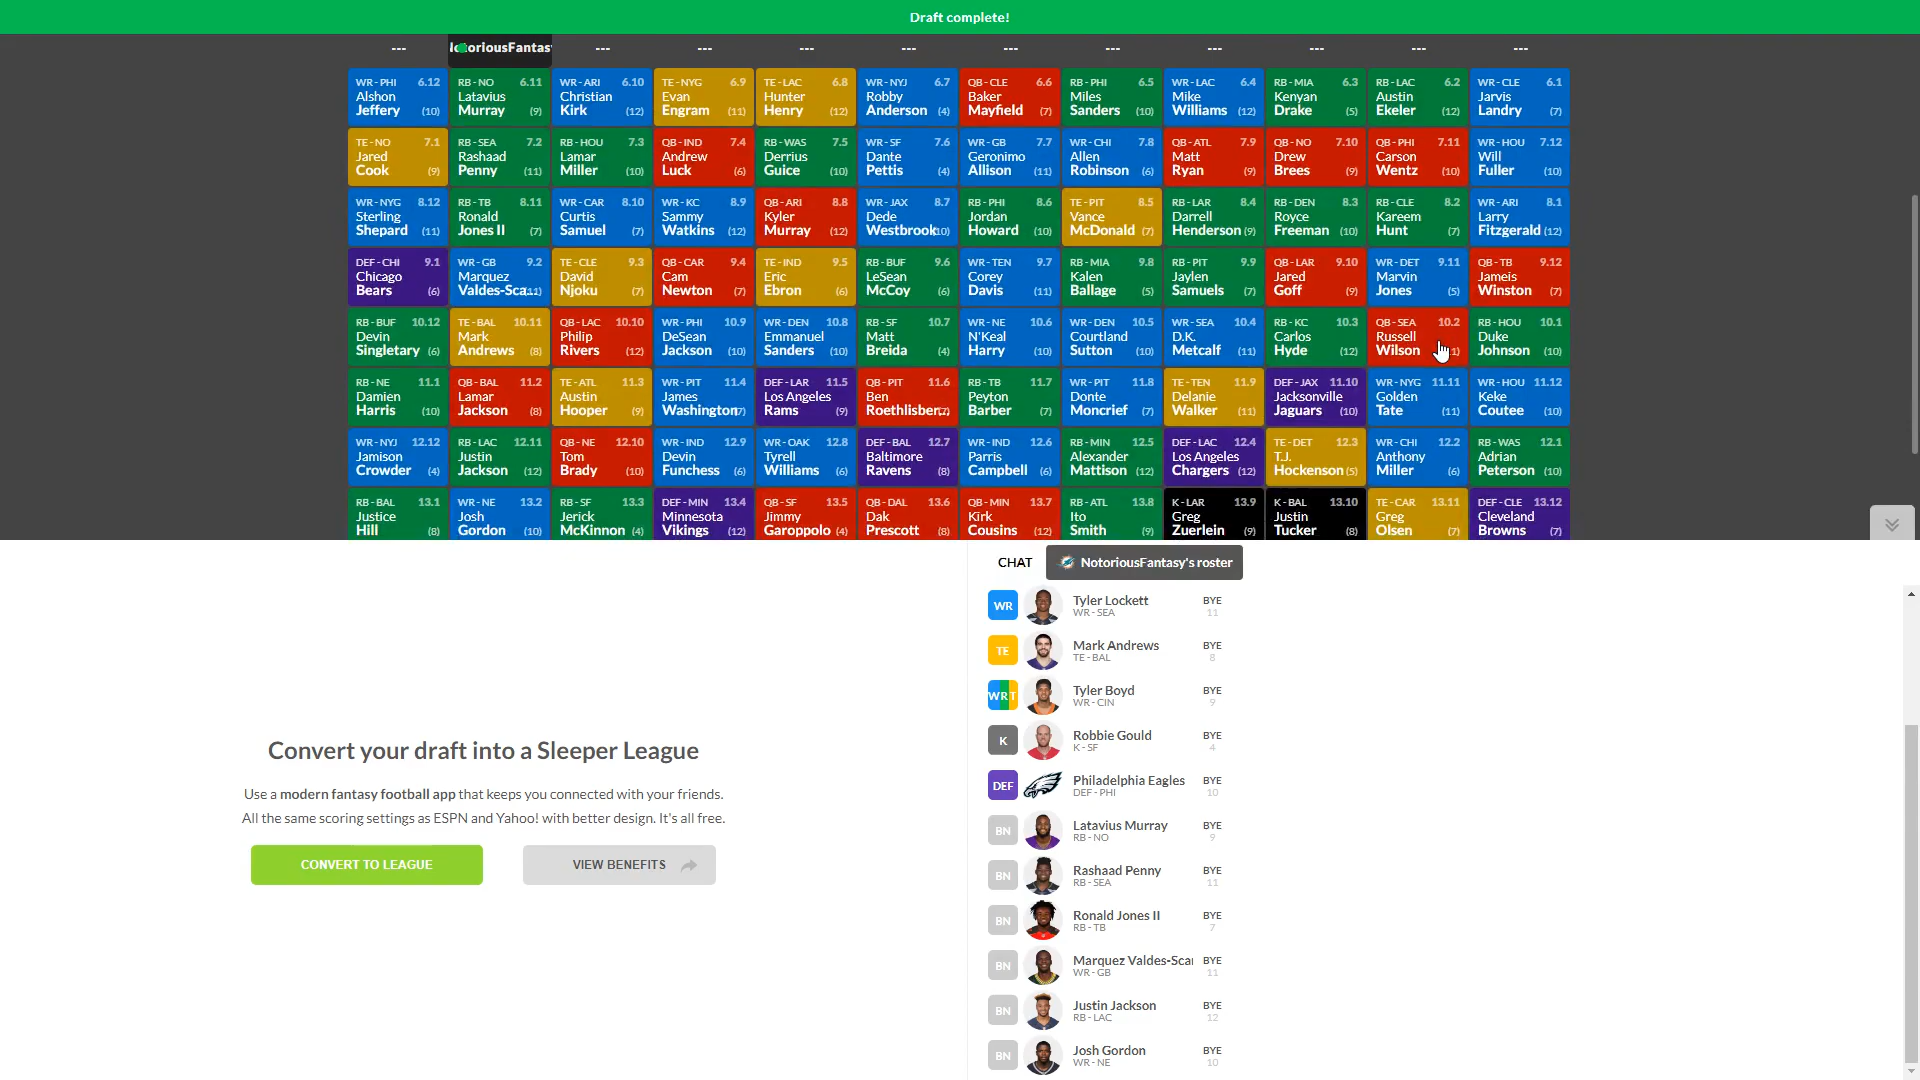 Draft complete!
--- NotoriousFantasy --- --- --- --- --- --- --- --- --- ---
WR - PHI 6.12 RB - NO 6.11 WR - ARI 6.10 TE - NYG 6.9 TE - LAC 6.8 WR - NYJ 6.7 QB - CLE 6.6 RB - PHI 6.5 WR - LAC 6.4 RB - MIA 6.3 RB - LAC 6.2 WR - CLE 6.1
Alshon Latavius Christian Evan Hunter Robby Baker Miles Mike Kenyan Austin Jarvis
Jeffery (10) Murray (9) Kirk (12) Engram (11) Henry (12) Anderson (4) Mayfield (7) Sanders (10) Williams (12) Drake (5) Ekeler (12) Landry (7)
TE - NO 7.1 RB - SEA 7.2 RB - HOU 7.3 QB - IND 7.4 RB - WAS 7.5 WR - SF 7.6 WR - GB 7.7 WR - CHI 7.8 QB - ATL 7.9 QB - NO 7.10 QB - PHI 7.11 WR - HOU 7.12
Jared Rashaad Lamar Andrew Derrius Dante Geronimo Allen Matt Drew Carson Will
Cook (9) Penny (11) Miller (10) Luck (6) Guice (10) Pettis (4) Allison (11) Robinson (6) Ryan (9) Brees (9) Wentz (10) Fuller (10)
WR - NYG 8.12 RB - TB 8.11 WR - CAR 8.10 WR - KC 8.9 QB - ARI 8.8 WR - JAX 8.7 RB - PHI 8.6 TE - PIT 8.5 RB - LAR 8.4 RB - DEN 8.3 RB - CLE 8.2 WR - ARI 8.1
Sterling Ronald Curtis Sammy Kyler Dede Jordan Vance Darrell Royce Kareem Larry
Shepard (11) Jones II (7) Samuel (7) Watkins (12) Murray (12) Westbrook (10) Howard (10) McDonald (7) Henderson (9) Freeman (10) Hunt (7) Fitzgerald (12)
DEF - CHI 9.1 WR - GB 9.2 TE - CLE 9.3 QB - CAR 9.4 TE - IND 9.5 RB - BUF 9.6 WR - TEN 9.7 RB - MIA 9.8 RB - PIT 9.9 QB - LAR 9.10 WR - DET 9.11 QB - TB 9.12
Chicago Marquez David Cam Eric LeSean Corey Kalen Jaylen Jared Marvin Jameis
Bears (6) Valdes-Sca... Njoku (7) Newton (7) Ebron (6) McCoy (6) Davis (11) Ballage (5) Samuels (7) Goff (9) Jones (5) Winston (7)
RB - BUF 10.12 TE - BAL 10.11 QB - LAC 10.10 WR - PHI 10.9 WR - DEN 10.8 RB - SF 10.7 WR - NE 10.6 WR - DEN 10.5 WR - SEA 10.4 RB - KC 10.3 QB - SEA 10.2 RB - HOU 10.1
Devin Mark Philip DeSean Emmanuel Matt N'Keal Courtland D.K. Carlos Russell Duke
Singletary (6) Andrews (8) Rivers (12) Jackson (10) Sanders (10) Breida (4) Harry (10) Sutton (10) Metcalf (11) Hyde (12) Wilson Johnson (10)
RB - NE 11.1 QB - BAL 11.2 TE - ATL 11.3 WR - PIT 11.4 DEF - LAR 11.5 QB - PIT 11.6 RB - TB 11.7 WR - PIT 11.8 TE - TEN 11.9 DEF - JAX 11.10 WR - NYG 11.11 WR - HOU 11.12
Damien Lamar Austin James Los Angeles Ben Peyton Donte Delanie Jacksonville Golden Keke
Harris (10) Jackson (8) Hooper (9) Washington (7) Rams (9) Roethlisber... Barber (7) Moncrief (7) Walker (11) Jaguars (10) Tate (11) Coutee (10)
WR - NYJ 12.12 RB - LAC 12.11 QB - NE 12.10 WR - IND 12.9 WR - OAK 12.8 DEF - BAL 12.7 WR - IND 12.6 RB - MIN 12.5 DEF - LAC 12.4 TE - DET 12.3 WR - CHI 12.2 RB - WAS 12.1
Jamison Justin Tom Devin Tyrell Baltimore Parris Alexander Los Angeles T.J. Anthony Adrian
Crowder (4) Jackson (12) Brady (10) Funchess (6) Williams (6) Ravens (8) Campbell (6) Mattison (12) Chargers (12) Hockenson (5) Miller (6) Peterson (10)
RB - BAL 13.1 WR - NE 13.2 RB - SF 13.3 DEF - MIN 13.4 QB - SF 13.5 QB - DAL 13.6 QB - MIN 13.7 RB - ATL 13.8 K - LAR 13.9 K - BAL 13.10 TE - CAR 13.11 DEF - CLE 13.12
Justice Josh Jerick Minnesota Jimmy Dak Kirk Ito Greg Justin Greg Cleveland
Hill (8) Gordon (10) McKinnon (4) Vikings (12) Garoppolo (4) Prescott (8) Cousins (12) Smith (9) Zuerlein (9) Tucker (8) Olsen (7) Browns (7)
CHAT NotoriousFantasy's roster
WR Tyler Lockett BYE
WR - SEA 11
TE Mark Andrews BYE
TE - BAL 8
WRT Tyler Boyd BYE
WR - CIN 9
K Robbie Gould BYE
K - SF 4
DEF Philadelphia Eagles BYE
DEF - PHI 10
BN Latavius Murray BYE
RB - NO 9
BN Rashaad Penny BYE
RB - SEA 11
BN Ronald Jones II BYE
RB - TB 7
BN Marquez Valdes-Scan BYE
WR - GB 11
BN Justin Jackson BYE
RB - LAC 12
BN Josh Gordon BYE
WR - NE 10
Convert your draft into a Sleeper League
Use a modern fantasy football app that keeps you connected with your friends.
All the same scoring settings as ESPN and Yahoo! with better design. It's all free.
CONVERT TO LEAGUE VIEW BENEFITS